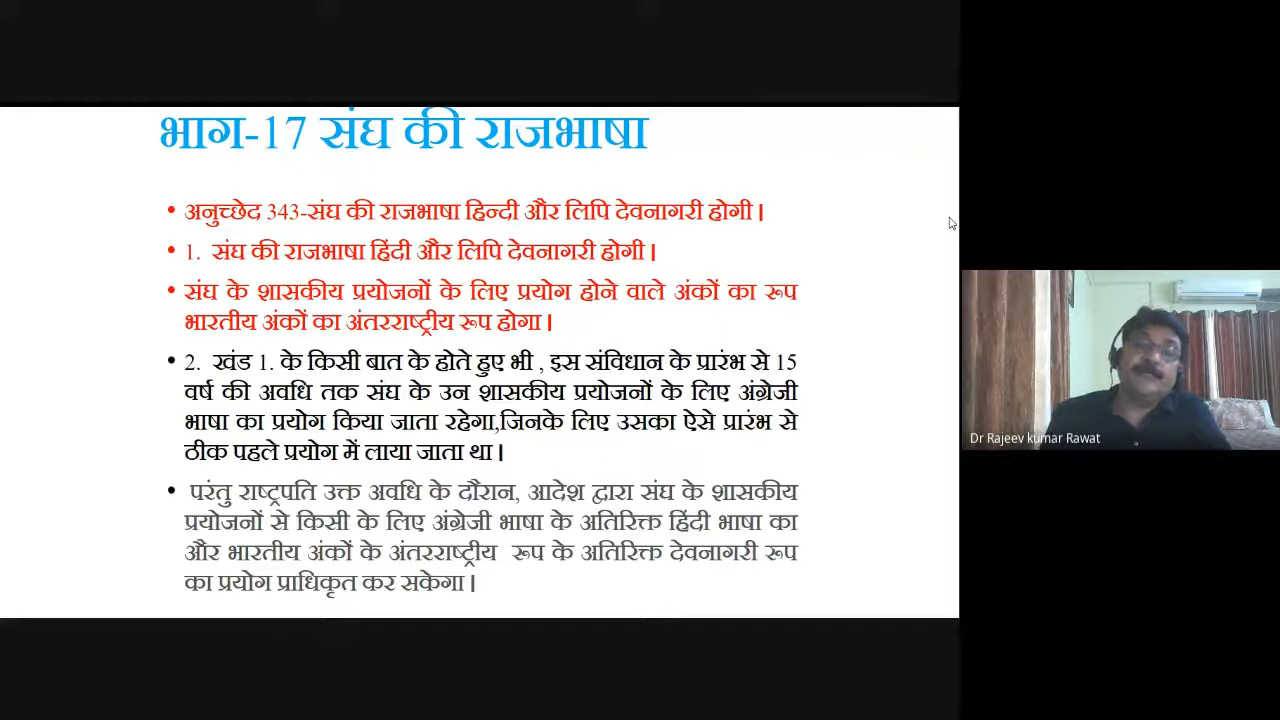 भाग-17 संघ की राजभाषा
• अनुच्छेद 343-संघ की राजभाषा हिन्दी और लिपि देवनागरी होगी ।
• 1. संघ की राजभाषा हिंदी और लिपि देवनागरी होगी ।
• संघ के शासकीय प्रयोजनों के लिए प्रयोग होने वाले अंकों का रूप
भारतीय अंकों का अंतरराष्ट्रीय रूप होगा ।
• 2. खंड 1. के किसी बात के होते हुए भी , इस संविधान के प्रारंभ से 15
वर्ष की अवधि तक संघ के उन शासकीय प्रयोजनों के लिए अंग्रेजी
भाषा का प्रयोग किया जाता रहेगा,जिनके लिए उसका ऐसे प्रारंभ से
ठीक पहले प्रयोग में लाया जाता था ।
• परंतु राष्ट्रपति उक्त अवधि के दौरान, आदेश द्वारा संघ के शासकीय
प्रयोजनों से किसी के लिए अंग्रेजी भाषा के अतिरिक्त हिंदी भाषा का
और भारतीय अंकों के अंतरराष्ट्रीय रूप के अतिरिक्त देवनागरी रूप
का प्रयोग प्राधिकृत कर सकेगा ।
Dr Rajeev kumar Rawat